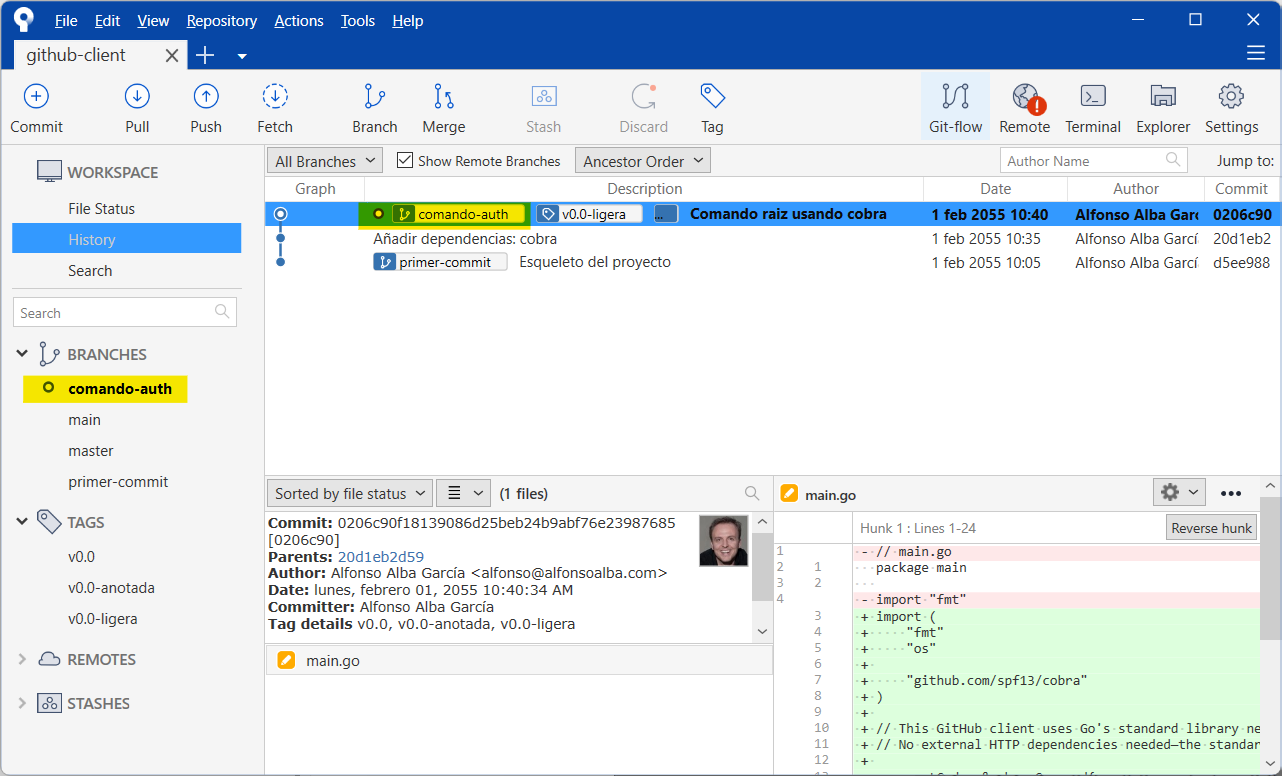 File Edit View Repository Actions Tools Help
github-client
Commit Pull Push Fetch Branch Merge Stash Discard Tag Git-flow Remote Terminal Explorer Settings
WORKSPACE
File Status
History
Search
Search
BRANCHES
comando-auth
main
master
primer-commit
TAGS
v0.0
v0.0-anotada
v0.0-ligera
REMOTES
STASHES
All Branches Show Remote Branches Ancestor Order Author Name Jump to:
Graph Description Date Author Commit
comando-auth v0.0-ligera ... Comando raiz usando cobra 1 feb 2055 10:40 Alfonso Alba Garc 0206c90
Añadir dependencias: cobra 1 feb 2055 10:35 Alfonso Alba Garcí 20d1eb2
primer-commit Esqueleto del proyecto 1 feb 2055 10:05 Alfonso Alba Garcí d5ee988
Sorted by file status (1 files)
Commit: 0206c90f18139086d25beb24b9abf76e23987685
[0206c90]
Parents: 20d1eb2d59
Author: Alfonso Alba García <alfonso@alfonsoalba.com>
Date: lunes, febrero 01, 2055 10:40:34 AM
Committer: Alfonso Alba García
Tag details v0.0, v0.0-anotada, v0.0-ligera
main.go
main.go
Hunk 1 : Lines 1-24 Reverse hunk
1 - // main.go
2 1 package main
3 2
4 - import "fmt"
3 + import (
4 + "fmt"
5 + "os"
6 +
7 + "github.com/spf13/cobra"
8 + )
9 +
10 + // This GitHub client uses Go's standard library ne
11 + // No external HTTP dependencies needed—the standar
12 +